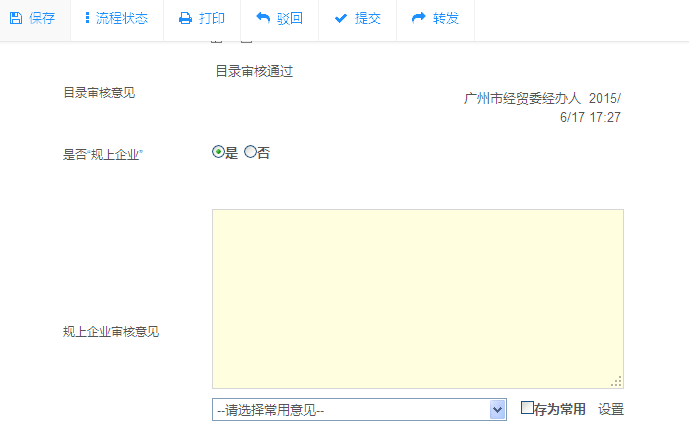 保存 流程状态 打印 驳回 提交 转发
目录审核通过
目录审核意见
广州市经贸委经办人 2015/
6/17 17:27
是否“规上企业” 是 否
规上企业审核意见
--请选择常用意见-- 存为常用 设置